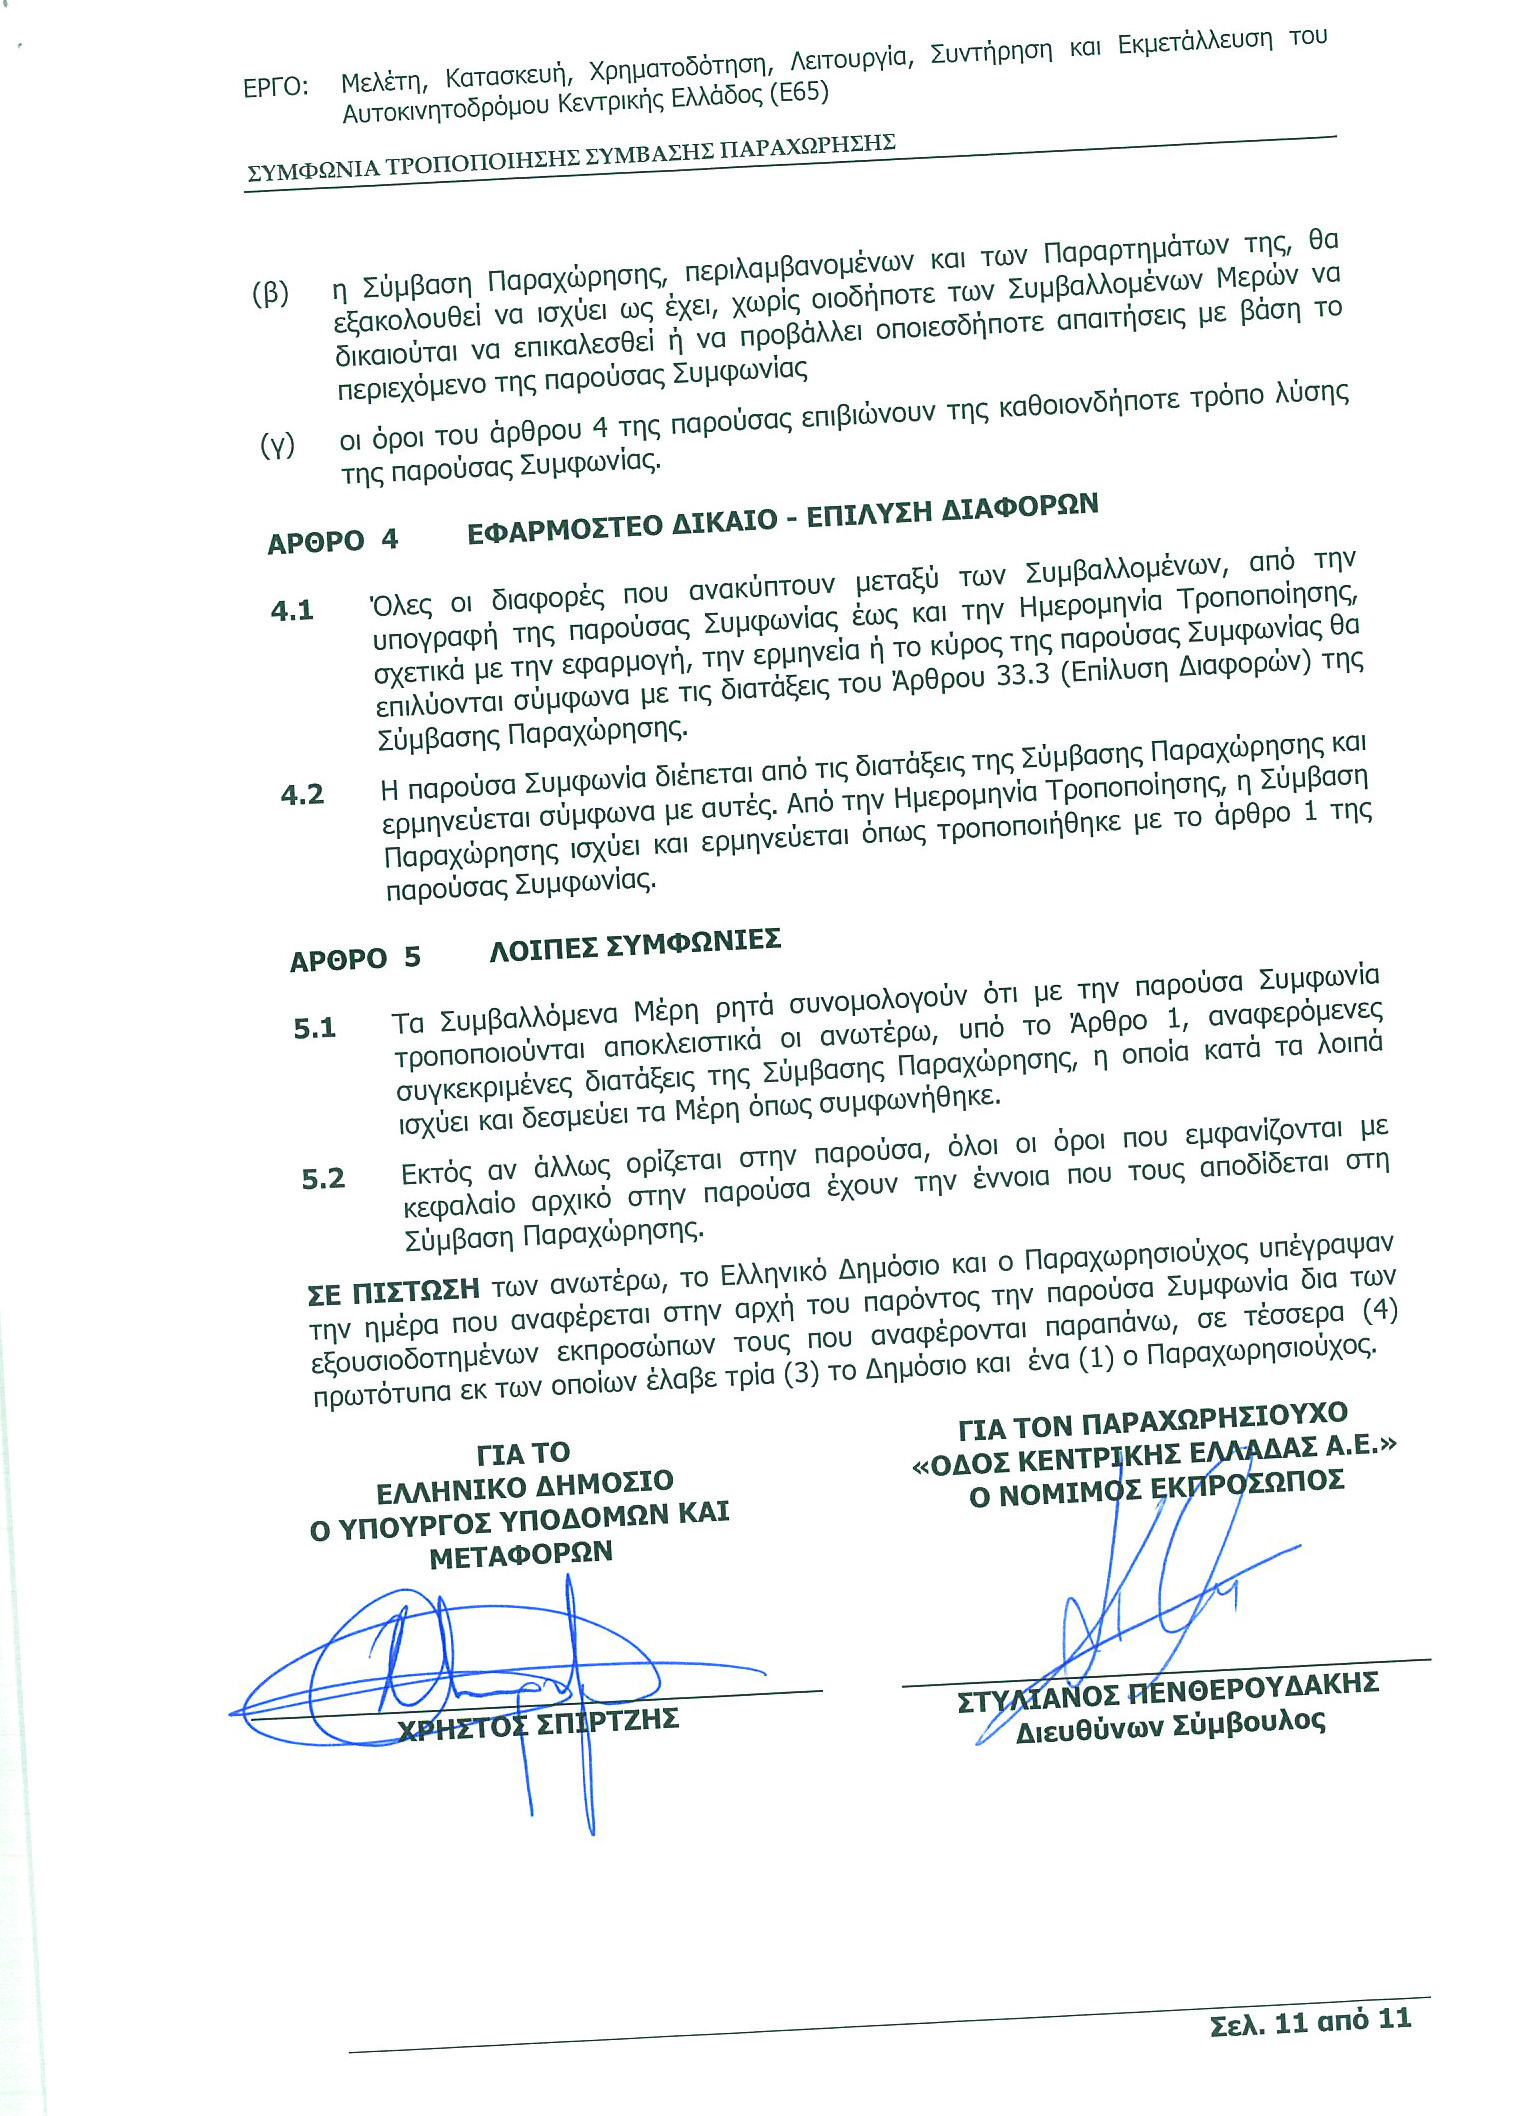 ΕΡΓΟ: Μελέτη, Κατασκευή, Χρηματοδότηση, Λειτουργία, Συντήρηση και Εκμετάλλευση του
Αυτοκινητοδρόμου Κεντρικής Ελλάδος (Ε65)
ΣΥΜΦΩΝΙΑ ΤΡΟΠΟΠΟΙΗΣΗΣ ΣΥΜΒΑΣΗΣ ΠΑΡΑΧΩΡΗΣΗΣ
(β) η Σύμβαση Παραχώρησης, περιλαμβανομένων και των Παραρτημάτων της, θα
εξακολουθεί να ισχύει ως έχει, χωρίς οιοδήποτε των Συμβαλλομένων Μερών να
δικαιούται να επικαλεσθεί ή να προβάλλει οποιεσδήποτε απαιτήσεις με βάση το
περιεχόμενο της παρούσας Συμφωνίας
(γ) οι όροι του άρθρου 4 της παρούσας επιβιώνουν της καθοιονδήποτε τρόπο λύσης
της παρούσας Συμφωνίας.
ΑΡΘΡΟ 4 ΕΦΑΡΜΟΣΤΕΟ ΔΙΚΑΙΟ - ΕΠΙΛΥΣΗ ΔΙΑΦΟΡΩΝ
4.1 Όλες οι διαφορές που ανακύπτουν μεταξύ των Συμβαλλομένων, από την
υπογραφή της παρούσας Συμφωνίας έως και την Ημερομηνία Τροποποίησης,
σχετικά με την εφαρμογή, την ερμηνεία ή το κύρος της παρούσας Συμφωνίας θα
επιλύονται σύμφωνα με τις διατάξεις του Άρθρου 33.3 (Επίλυση Διαφορών) της
Σύμβασης Παραχώρησης.
4.2 Η παρούσα Συμφωνία διέπεται από τις διατάξεις της Σύμβασης Παραχώρησης και
ερμηνεύεται σύμφωνα με αυτές. Από την Ημερομηνία Τροποποίησης, η Σύμβαση
Παραχώρησης ισχύει και ερμηνεύεται όπως τροποποιήθηκε με το άρθρο 1 της
παρούσας Συμφωνίας.
ΑΡΘΡΟ 5 ΛΟΙΠΕΣ ΣΥΜΦΩΝΙΕΣ
5.1 Τα Συμβαλλόμενα Μέρη ρητά συνομολογούν ότι με την παρούσα Συμφωνία
τροποποιούνται αποκλειστικά οι ανωτέρω, υπό το Άρθρο 1, αναφερόμενες
συγκεκριμένες διατάξεις της Σύμβασης Παραχώρησης, η οποία κατά τα λοιπά
ισχύει και δεσμεύει τα Μέρη όπως συμφωνήθηκε.
5.2 Εκτός αν άλλως ορίζεται στην παρούσα, όλοι οι όροι που εμφανίζονται με
κεφαλαίο αρχικό στην παρούσα έχουν την έννοια που τους αποδίδεται στη
Σύμβαση Παραχώρησης.
ΣΕ ΠΙΣΤΩΣΗ των ανωτέρω, το Ελληνικό Δημόσιο και ο Παραχωρησιούχος υπέγραψαν
την ημέρα που αναφέρεται στην αρχή του παρόντος την παρούσα Συμφωνία δια των
εξουσιοδοτημένων εκπροσώπων τους που αναφέρονται παραπάνω, σε τέσσερα (4)
πρωτότυπα εκ των οποίων έλαβε τρία (3) το Δημόσιο και ένα (1) ο Παραχωρησιούχος.
ΓΙΑ ΤΟ
ΕΛΛΗΝΙΚΟ ΔΗΜΟΣΙΟ
Ο ΥΠΟΥΡΓΟΣ ΥΠΟΔΟΜΩΝ ΚΑΙ
ΜΕΤΑΦΟΡΩΝ
ΧΡΗΣΤΟΣ ΣΠΙΡΤΖΗΣ
ΓΙΑ ΤΟΝ ΠΑΡΑΧΩΡΗΣΙΟΥΧΟ
«ΟΔΟΣ ΚΕΝΤΡΙΚΗΣ ΕΛΛΑΔΑΣ Α.Ε.»
Ο ΝΟΜΙΜΟΣ ΕΚΠΡΟΣΩΠΟΣ
ΣΤΥΛΙΑΝΟΣ ΠΕΝΘΕΡΟΥΔΑΚΗΣ
Διευθύνων Σύμβουλος
Σελ. 11 από 11